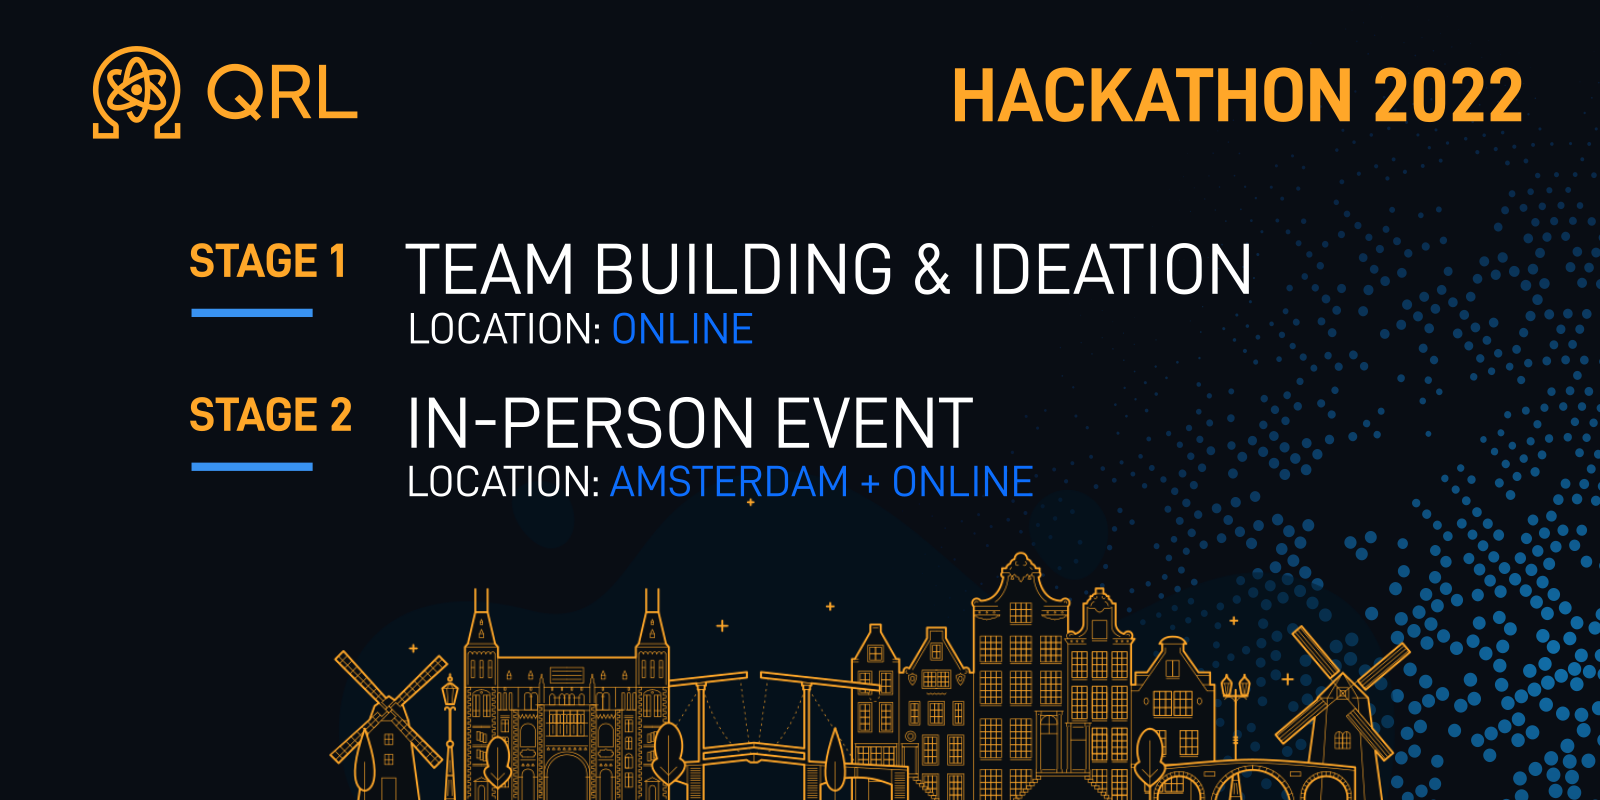 QRL
HACKATHON 2022
STAGE 1
TEAM BUILDING & IDEATION
LOCATION: ONLINE
STAGE 2
IN-PERSON EVENT
LOCATION: AMSTERDAM + ONLINE